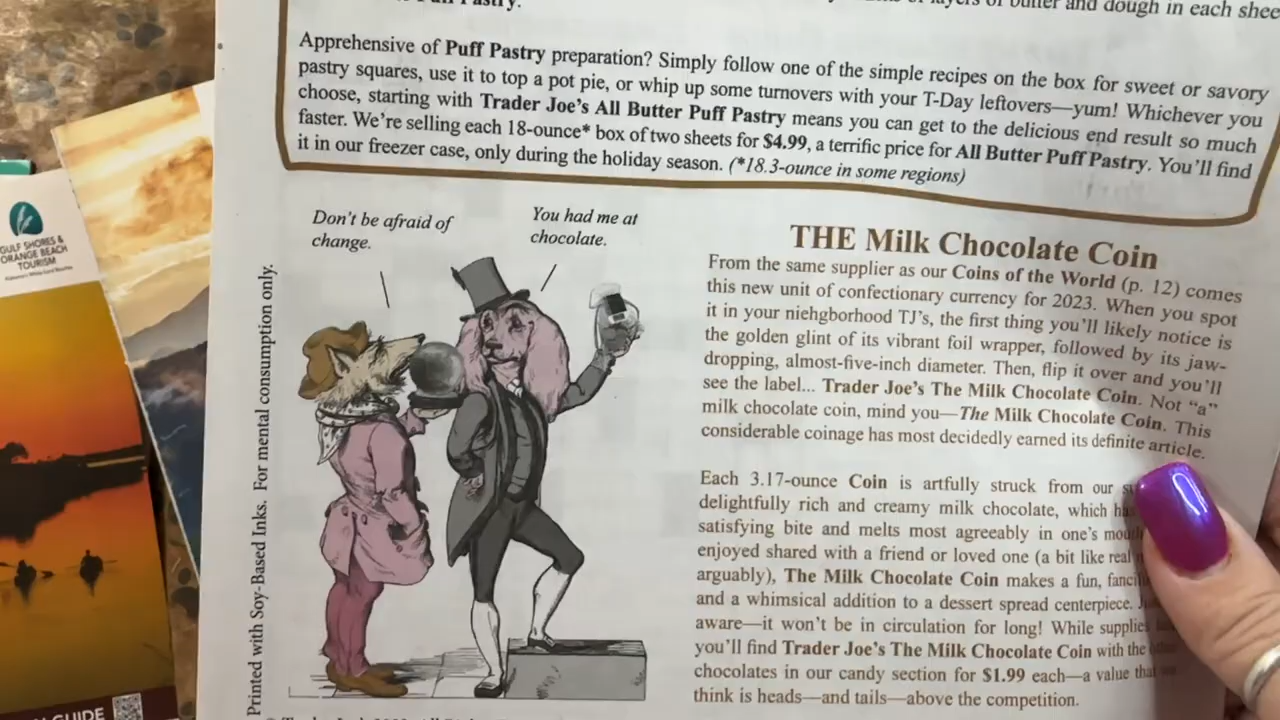 Puff Pastry.
layers of butter and dough in each shee
Apprehensive of Puff Pastry preparation? Simply follow one of the simple recipes on the box for sweet or savory
pastry squares, use it to top a pot pie, or whip up some turnovers with your T-Day leftovers—yum! Whichever you
choose, starting with Trader Joe's All Butter Puff Pastry means you can get to the delicious end result so much
faster. We're selling each 18-ounce* box of two sheets for $4.99, a terrific price for All Butter Puff Pastry. You'll find
it in our freezer case, only during the holiday season. (*18.3-ounce in some regions)
Don't be afraid of
change.
You had me at
chocolate.
Printed with Soy-Based Inks. For mental consumption only.
THE Milk Chocolate Coin
From the same supplier as our Coins of the World (p. 12) comes
this new unit of confectionary currency for 2023. When you spot
it in your niehgborhood TJ's, the first thing you'll likely notice is
the golden glint of its vibrant foil wrapper, followed by its jaw-
dropping, almost-five-inch diameter. Then, flip it over and you'll
see the label... Trader Joe's The Milk Chocolate Coin. Not “a”
milk chocolate coin, mind you—The Milk Chocolate Coin. This
considerable coinage has most decidedly earned its definite article.
Each 3.17-ounce Coin is artfully struck from our
delightfully rich and creamy milk chocolate, which ha
satisfying bite and melts most agreeably in one's mouth
enjoyed shared with a friend or loved one (a bit like real
arguably), The Milk Chocolate Coin makes a fun, fanci
and a whimsical addition to a dessert spread centerpiece.
aware—it won't be in circulation for long! While supplies
you'll find Trader Joe's The Milk Chocolate Coin with the
chocolates in our candy section for $1.99 each—a value that
think is heads—and tails—above the competition.
GULF SHORES &
ORANGE BEACH
TOURISM
GUIDE